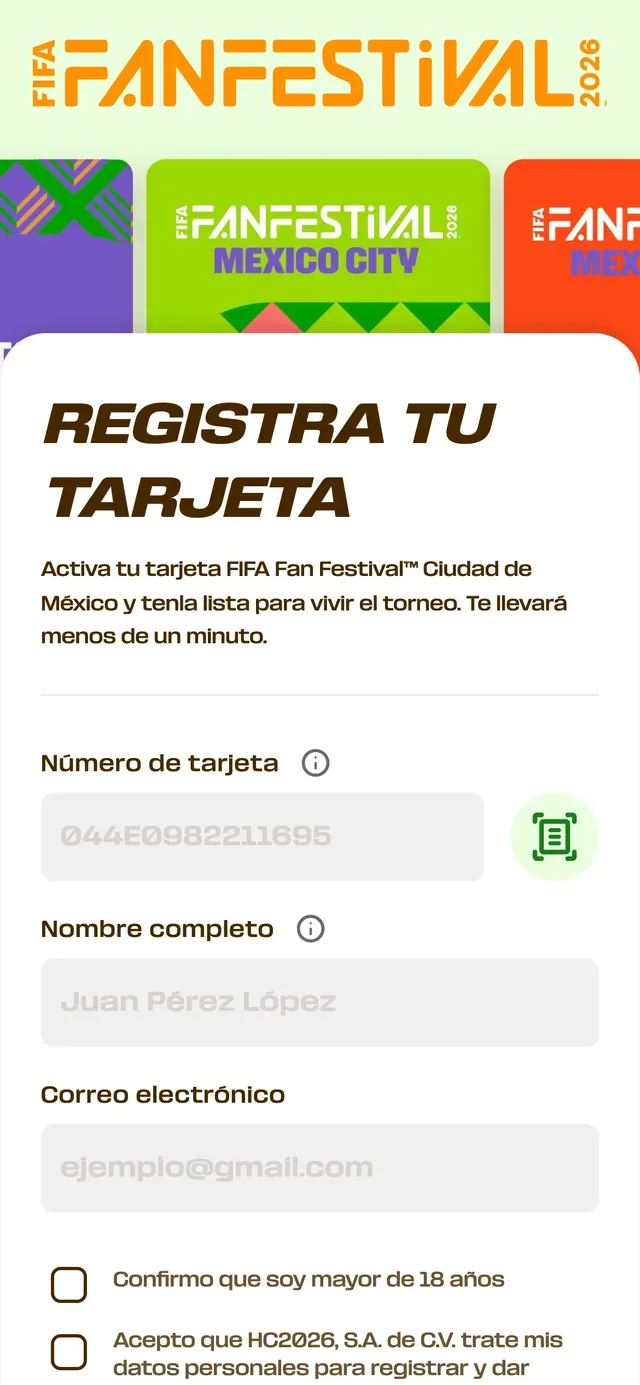 FIFA FANFESTiVAL 2026
FIFA FANFESTiVAL 2026
MEXICO CITY
FIFA FANF
MEX
REGISTRA TU
TARJETA
Activa tu tarjeta FIFA Fan Festival™ Ciudad de
México y tenla lista para vivir el torneo. Te llevará
menos de un minuto.
Número de tarjeta
044E0982211695
Nombre completo
Juan Pérez López
Correo electrónico
ejemplo@gmail.com
Confirmo que soy mayor de 18 años
Acepto que HC2026, S.A. de C.V. trate mis
datos personales para registrar y dar